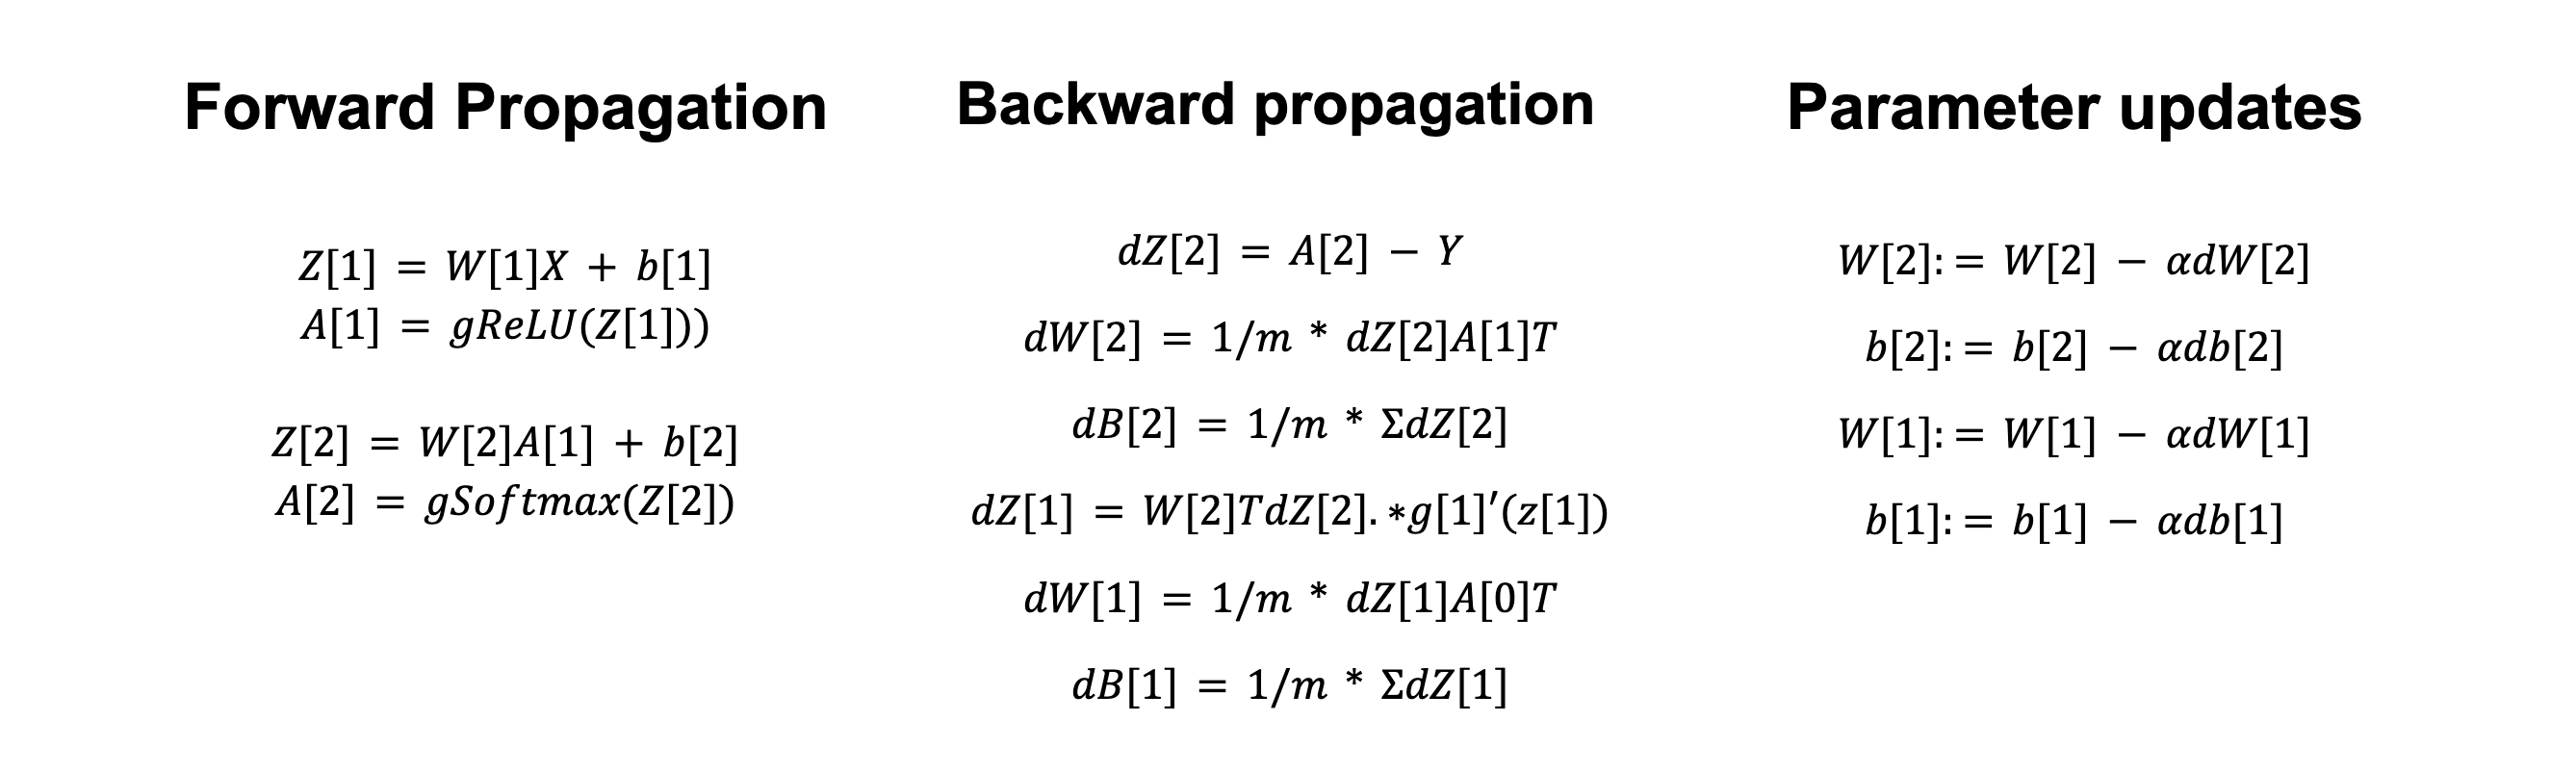 Forward Propagation
Z[1] = W[1]X + b[1]
A[1] = gReLU(Z[1]))
Z[2] = W[2]A[1] + b[2]
A[2] = gSoftmax(Z[2])
Backward propagation
dZ[2] = A[2] − Y
dW[2] = 1/m * dZ[2]A[1]T
dB[2] = 1/m * ΣdZ[2]
dZ[1] = W[2]TdZ[2].*g[1]′(z[1])
dW[1] = 1/m * dZ[1]A[0]T
dB[1] = 1/m * ΣdZ[1]
Parameter updates
W[2]:= W[2] − αdW[2]
b[2]:= b[2] − αdb[2]
W[1]:= W[1] − αdW[1]
b[1]:= b[1] − αdb[1]